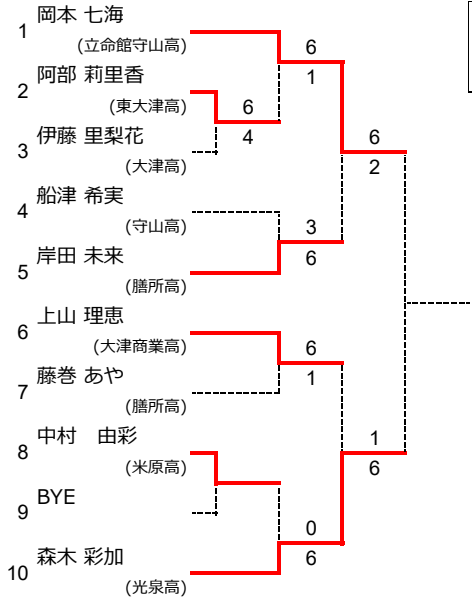 岡本 七海
1
(立命館守山高)
6
1
阿部 莉里香
2
(東大津高)
6
4
伊藤 里梨花
3
(大津高)
6
2
船津 希実
4
(守山高)
3
6
岸田 未来
5
(膳所高)
上山 理恵
6
(大津商業高)
6
1
藤巻 あや
7
(膳所高)
中村　由彩
8
(米原高)
1
6
BYE
9
0
6
森木 彩加
10
(光泉高)